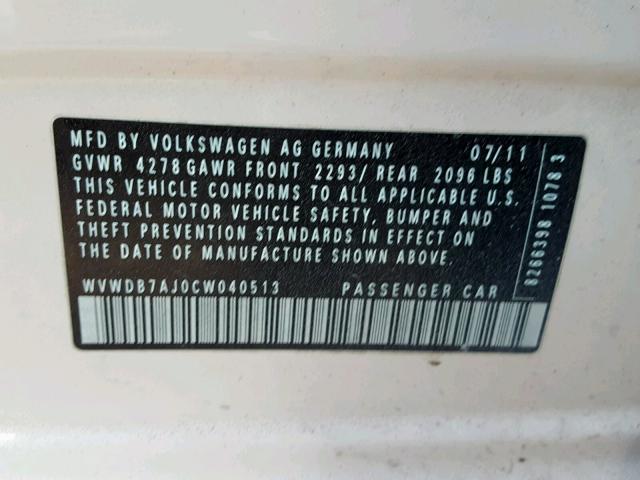 MFD BY VOLKSWAGEN AG GERMANY 07/11
GVWR 4278 GAWR FRONT 2293/ REAR 2096 LBS
THIS VEHICLE CONFORMS TO ALL APPLICABLE U.S.
FEDERAL MOTOR VEHICLE SAFETY, BUMPER AND
THEFT PREVENTION STANDARDS IN EFFECT ON
THE DATE OF MANUFACTURE SHOWN ABOVE.
WVWDB7AJ0CW040513 PASSENGER CAR
8266398 1078 3